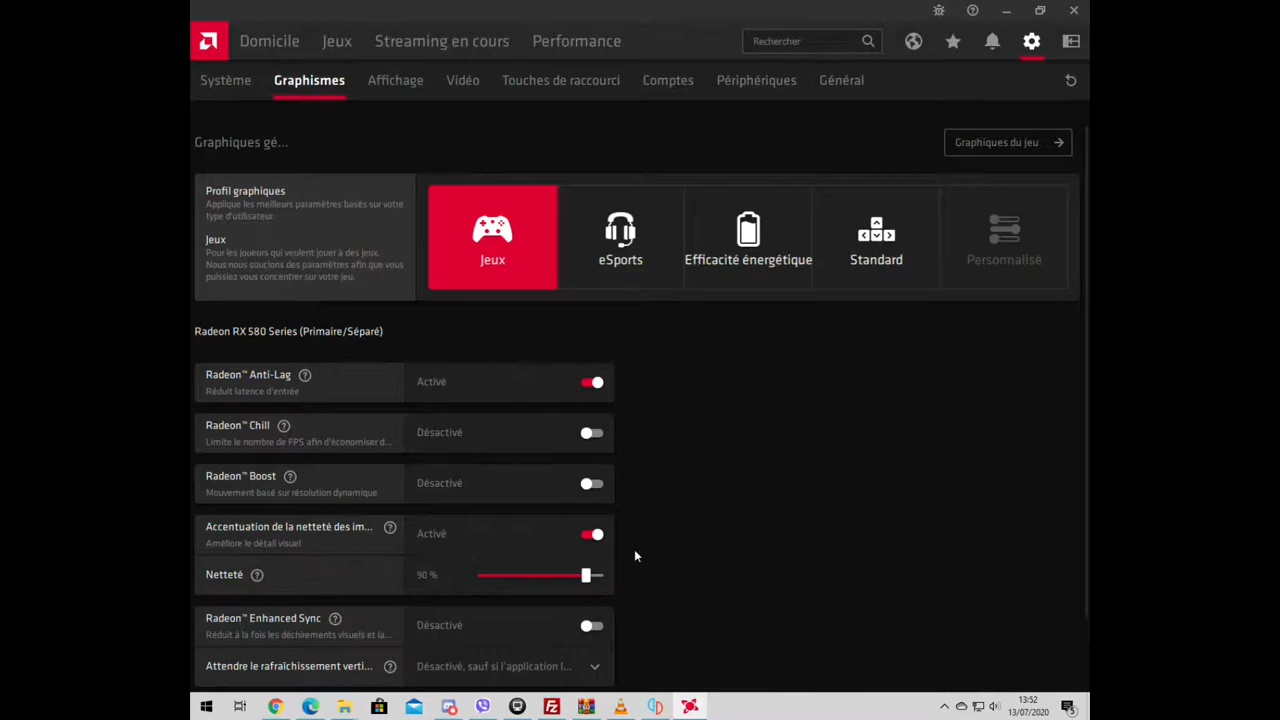 Domicile Jeux Streaming en cours Performance Rechercher
Système Graphismes Affichage Vidéo Touches de raccourci Comptes Périphériques Général
Graphiques gé... Graphiques du jeu
Profil graphiques
Applique les meilleurs paramètres basés sur votre
type d'utilisateur.
Jeux
Pour les joueurs qui veulent jouer à des jeux.
Nous nous soucions des paramètres afin que vous
puissiez vous concentrer sur votre jeu.
Jeux eSports Efficacité énergétique Standard Personnalisé
Radeon RX 580 Series (Primaire/Séparé)
Radeon™ Anti-Lag Activé
Réduit latence d'entrée
Radeon™ Chill Désactivé
Limite le nombre de FPS afin d'économiser d...
Radeon™ Boost Désactivé
Mouvement basé sur résolution dynamique
Accentuation de la netteté des im... Activé
Améliore le détail visuel
Netteté 90 %
Radeon™ Enhanced Sync Désactivé
Réduit à la fois les déchirements visuels et la...
Attendre le rafraîchissement verti... Désactivé, sauf si l'application l...
13:52
13/07/2020
5